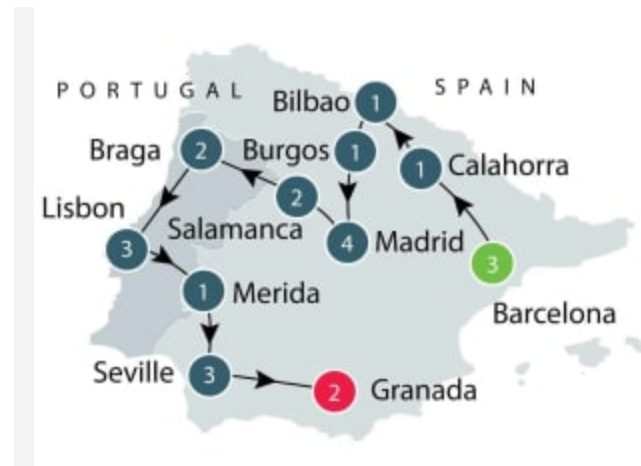 PORTUGAL
SPAIN
Bilbao 1
Braga 2
Burgos 1
1 Calahorra
2
Salamanca
Lisbon
3
4 Madrid
3
Barcelona
1 Merida
Seville 3
2 Granada